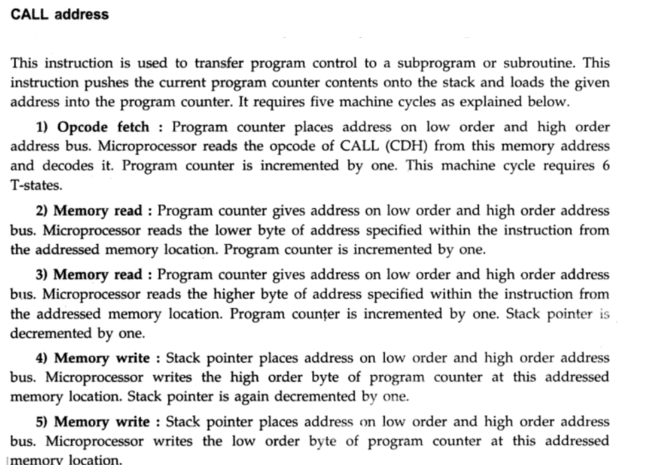 CALL address
This instruction is used to transfer program control to a subprogram or subroutine. This
instruction pushes the current program counter contents onto the stack and loads the given
address into the program counter. It requires five machine cycles as explained below.
1) Opcode fetch : Program counter places address on low order and high order
address bus. Microprocessor reads the opcode of CALL (CDH) from this memory address
and decodes it. Program counter is incremented by one. This machine cycle requires 6
T-states.
2) Memory read : Program counter gives address on low order and high order address
bus. Microprocessor reads the lower byte of address specified within the instruction from
the addressed memory location. Program counter is incremented by one.
3) Memory read : Program counter gives address on low order and high order address
bus. Microprocessor reads the higher byte of address specified within the instruction from
the addressed memory location. Program counter is incremented by one. Stack pointer is
decremented by one.
4) Memory write : Stack pointer places address on low order and high order address
bus. Microprocessor writes the high order byte of program counter at this addressed
memory location. Stack pointer is again decremented by one.
5) Memory write : Stack pointer places address on low order and high order address
bus. Microprocessor writes the low order byte of program counter at this addressed
memory location.